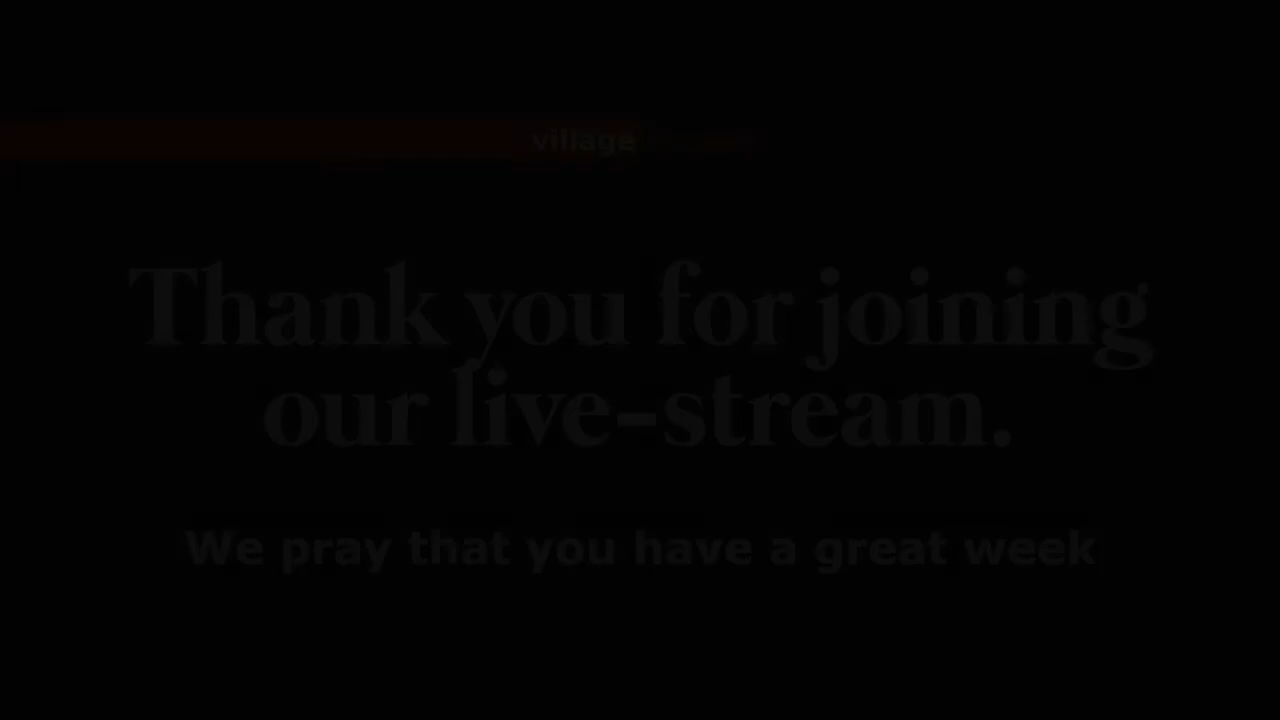 village
Thank you for joining
our live-stream.
We pray that you have a great week